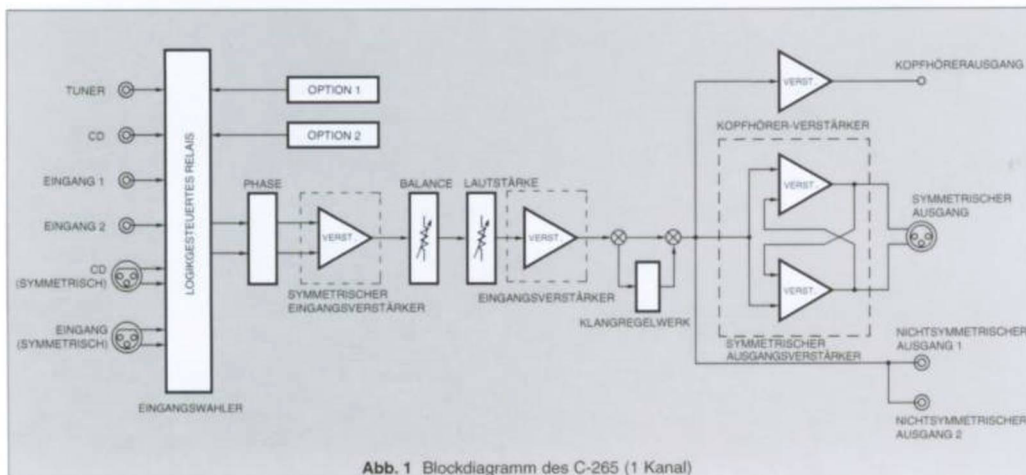 TUNER
CD
EINGANG 1
EINGANG 2
CD
(SYMMETRISCH)
EINGANG
(SYMMETRISCH)
LOGIKGESTEUERTES RELAIS
EINGANGSWÄHLER
OPTION 1
OPTION 2
PHASE
VERST.
SYMMETRISCHER
EINGANGSVERSTÄRKER
BALANCE
LAUTSTÄRKE
VERST.
EINGANGSVERSTÄRKER
KLANGREGELWERK
VERST.
KOPFHÖRERAUSGANG
KOPFHÖRER-VERSTÄRKER
VERST.
VERST.
SYMMETRISCHER
AUSGANG
SYMMETRISCHER
AUSGANGSVERSTÄRKER
NICHTSYMMETRISCHER
AUSGANG 1
NICHTSYMMETRISCHER
AUSGANG 2
Abb. 1 Blockdiagramm des C-265 (1 Kanal)